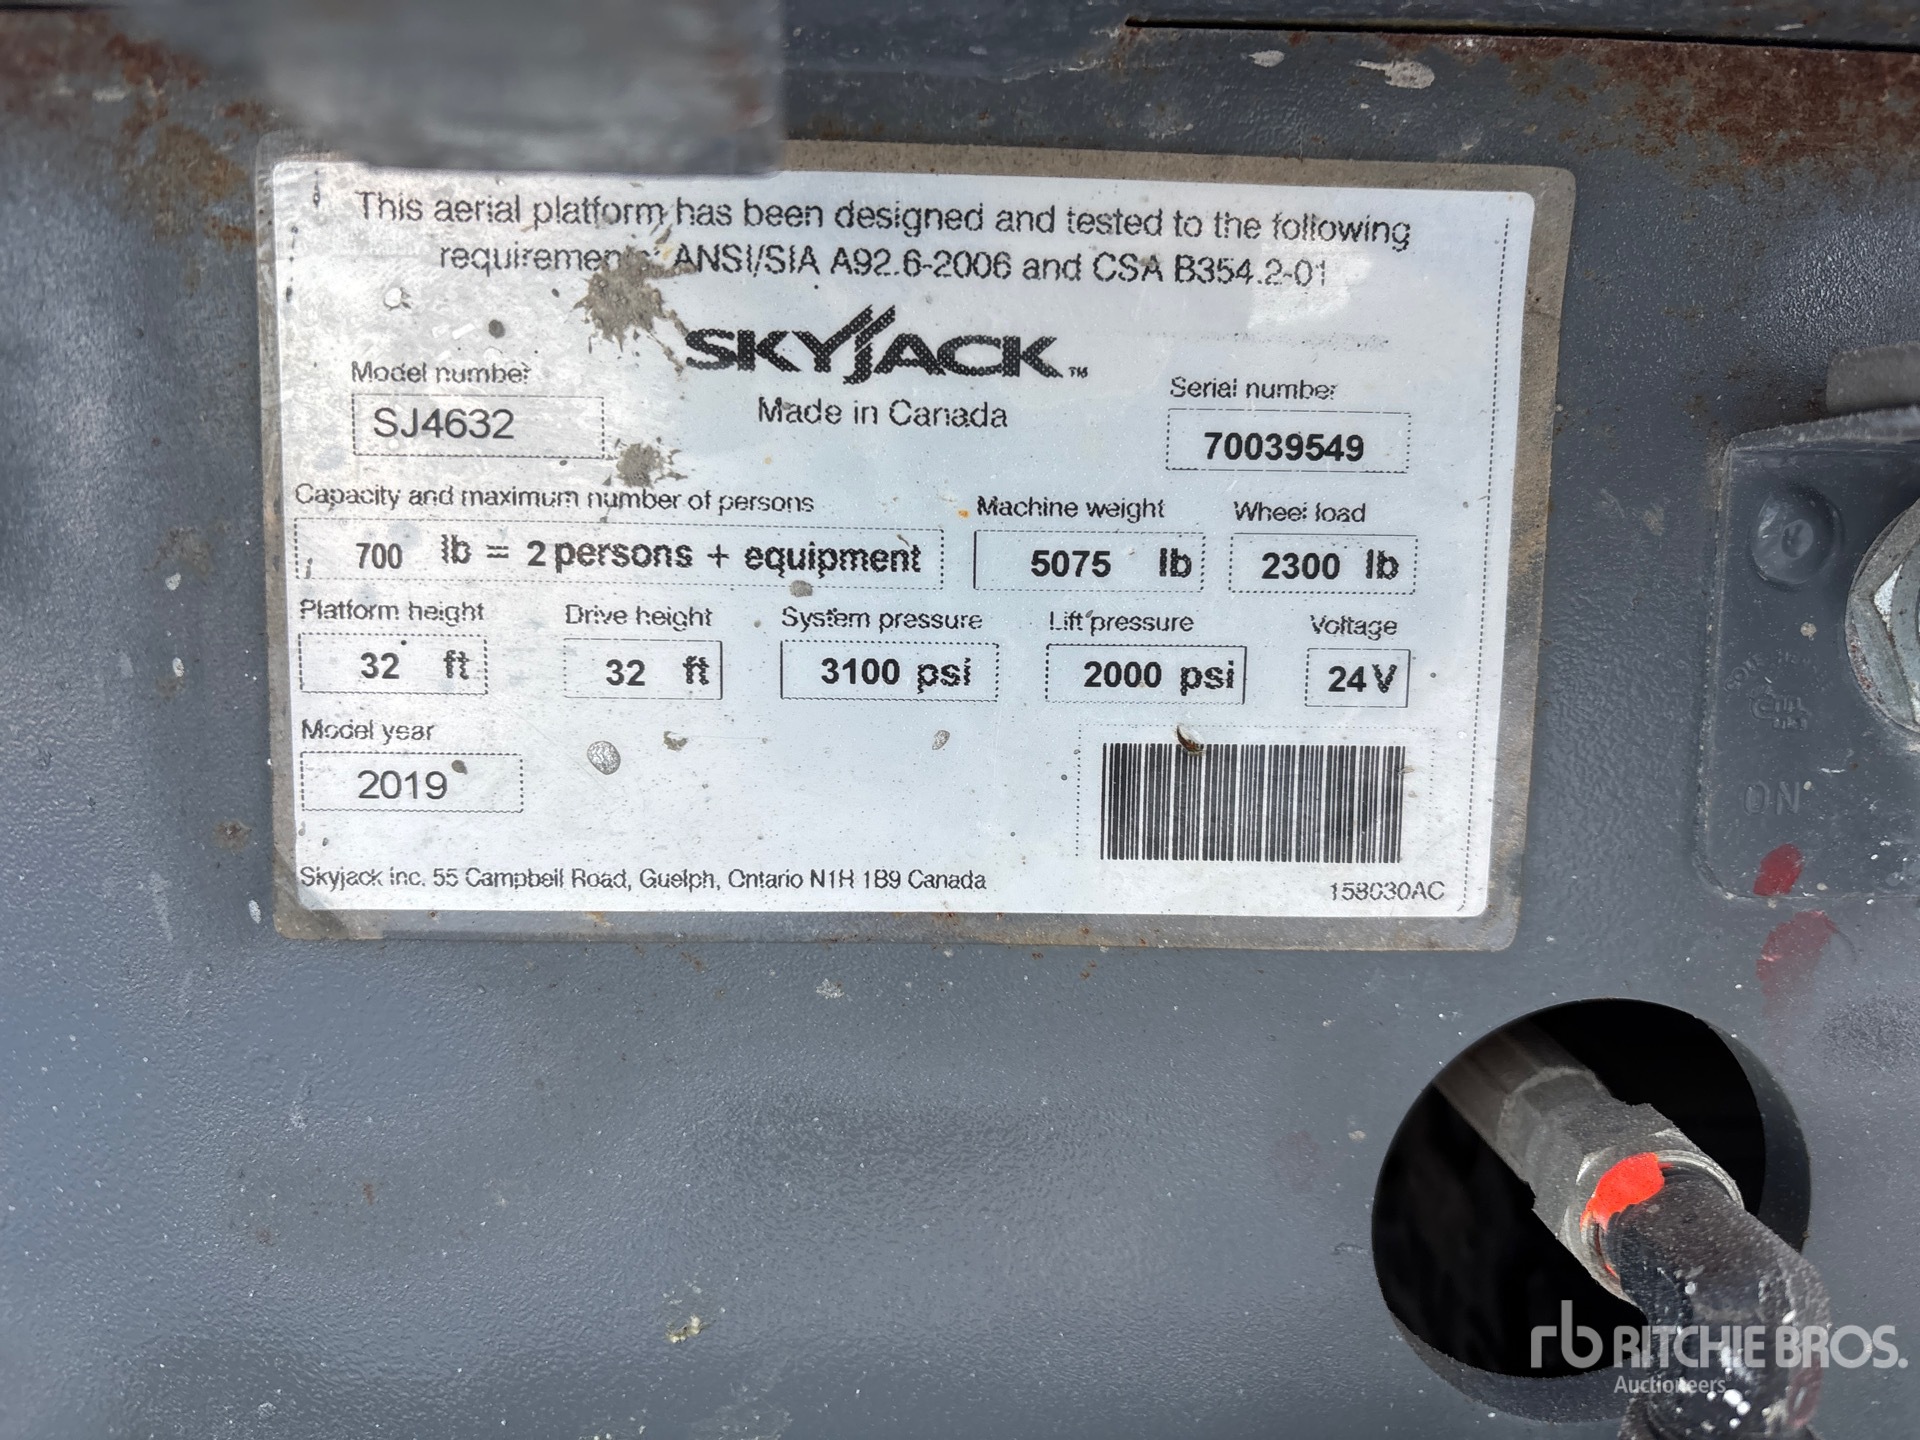 This aerial platform has been designed and tested to the following
ANSI/SIA A92.6-2006 and CSA B354.2-01
SKYJACK™
Made in Canada
Model number
SJ4632
Serial number
70039549
Capacity and maximum number of persons
700 lb = 2 persons + equipment
Machine weight
5075 lb
Wheel load
2300 lb
Platform height
32 ft
Drive height
32 ft
System pressure
3100 psi
Lift pressure
2000 psi
Voltage
24 V
Model year
2019
Skyjack Inc. 55 Campbell Road, Guelph, Ontario N1H 1B9 Canada
158030AC
ON
rb RITCHIE BROS.
Auctioneers